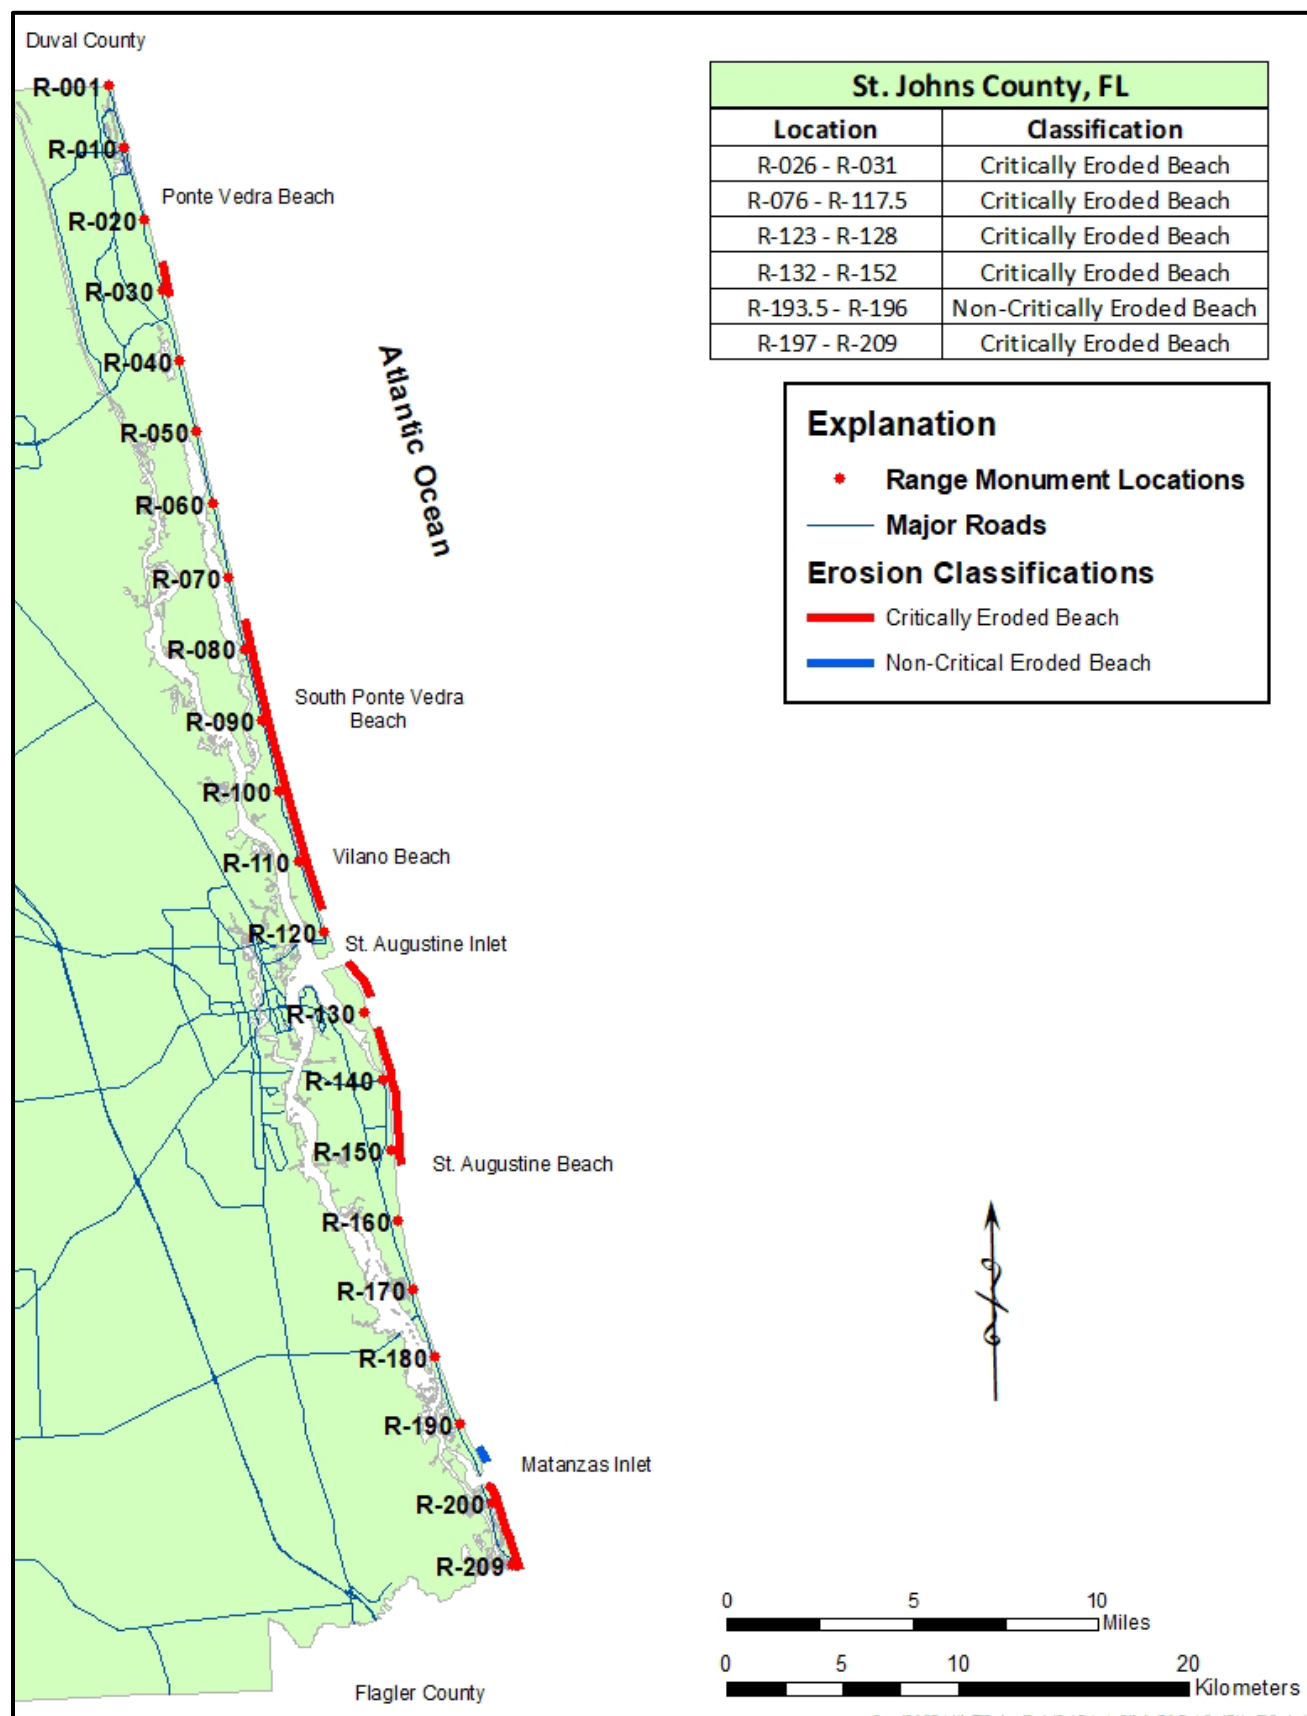 Duval County
St. Johns County, FL
Location Classification
R-026 - R-031 Critically Eroded Beach
R-076 - R-117.5 Critically Eroded Beach
R-123 - R-128 Critically Eroded Beach
R-132 - R-152 Critically Eroded Beach
R-193.5 - R-196 Non-Critically Eroded Beach
R-197 - R-209 Critically Eroded Beach
Explanation
Range Monument Locations
Major Roads
Erosion Classifications
Critically Eroded Beach
Non-Critical Eroded Beach
R-001
R-010
Ponte Vedra Beach
R-020
R-030
R-040
Atlantic Ocean
R-050
R-060
R-070
R-080
South Ponte Vedra
Beach
R-090
R-100
Vilano Beach
R-110
R-120
St. Augustine Inlet
R-130
R-140
R-150
St. Augustine Beach
R-160
R-170
R-180
R-190
Matanzas Inlet
R-200
R-209
Flagler County
0 5 10
Miles
0 5 10 20
Kilometers